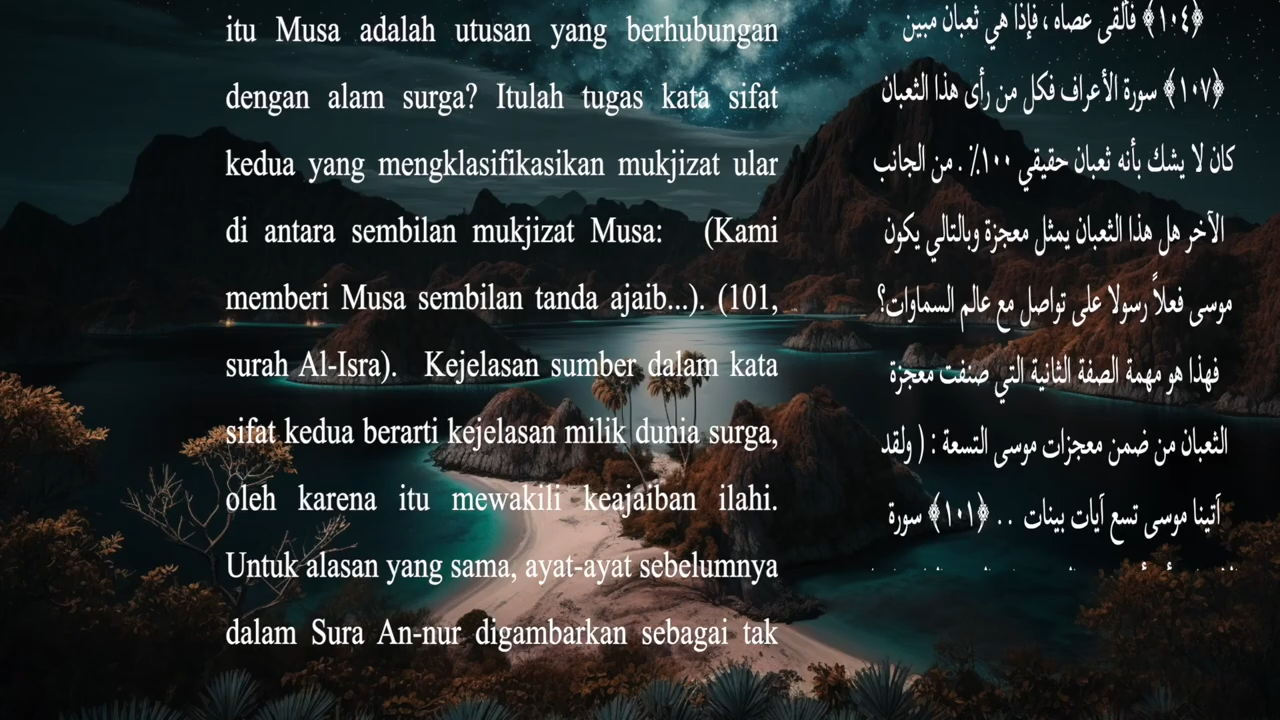 itu Musa adalah utusan yang berhubungan
dengan alam surga? Itulah tugas kata sifat
kedua yang mengklasifikasikan mukjizat ular
di antara sembilan mukjizat Musa: (Kami
memberi Musa sembilan tanda ajaib...). (101,
surah Al-Isra). Kejelasan sumber dalam kata
sifat kedua berarti kejelasan milik dunia surga,
oleh karena itu mewakili keajaiban ilahi.
Untuk alasan yang sama, ayat-ayat sebelumnya
dalam Sura An-nur digambarkan sebagai tak
﴿١٠٤﴾ فألقى عصاه ، فإذا هي ثعبان مبين
﴿١٠٧﴾ سورة الأعراف فكل من رأى هذا الثعبان
كان لا يشك بأنه ثعبان حقيقي ١٠٠٪ . من الجانب
الآخر هل هذا الثعبان يمثل معجزة وبالتالي يكون
موسى فعلاً رسولا على تواصل مع عالم السماوات؟
فهذا هو مهمة الصفة الثانية التي صنفت معجزة
الثعبان من ضمن معجزات موسى التسعة : ( ولقد
آتينا موسى تسع آيات بينات .. ﴿١٠١﴾ سورة